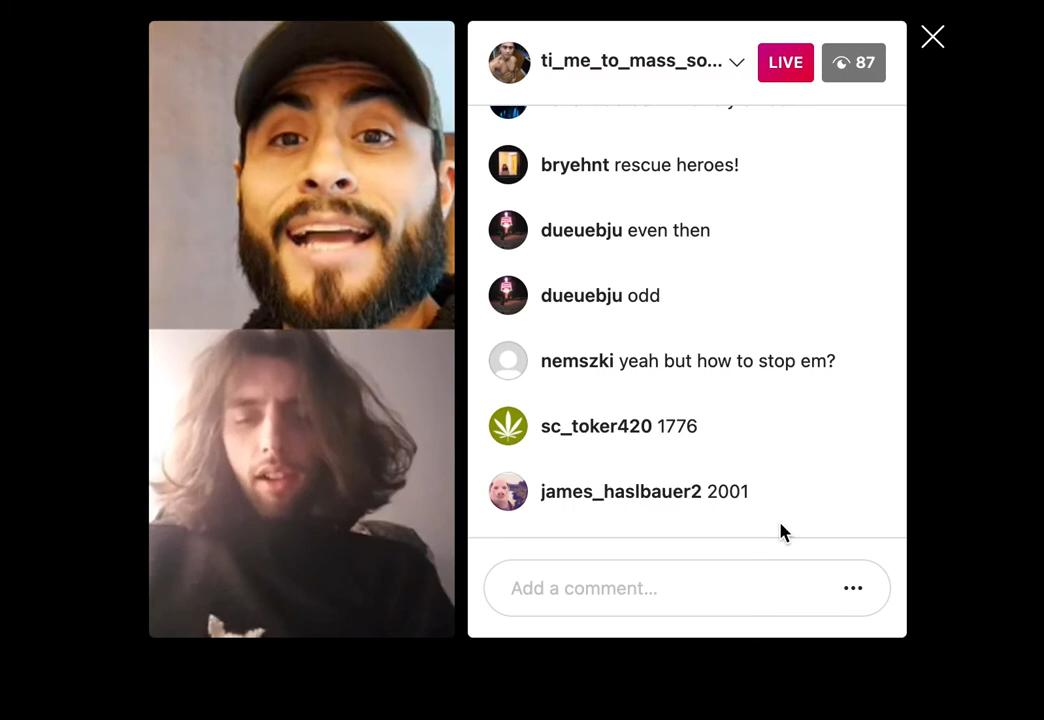 ti_me_to_mass_so...
LIVE
87
bryehnt rescue heroes!
dueuebju even then
dueuebju odd
nemszki yeah but how to stop em?
sc_toker420 1776
james_haslbauer2 2001
Add a comment...